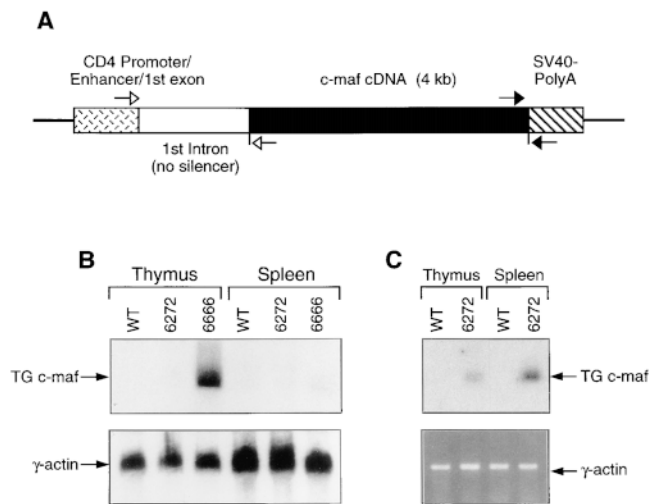 A
CD4 Promoter/
Enhancer/1st exon
c-maf cDNA (4 kb)
SV40-
PolyA
1st Intron
(no silencer)
B
Thymus
Spleen
WT
6272
6666
WT
6272
6666
TG c-maf
γ-actin
C
Thymus
Spleen
WT
6272
WT
6272
TG c-maf
γ-actin